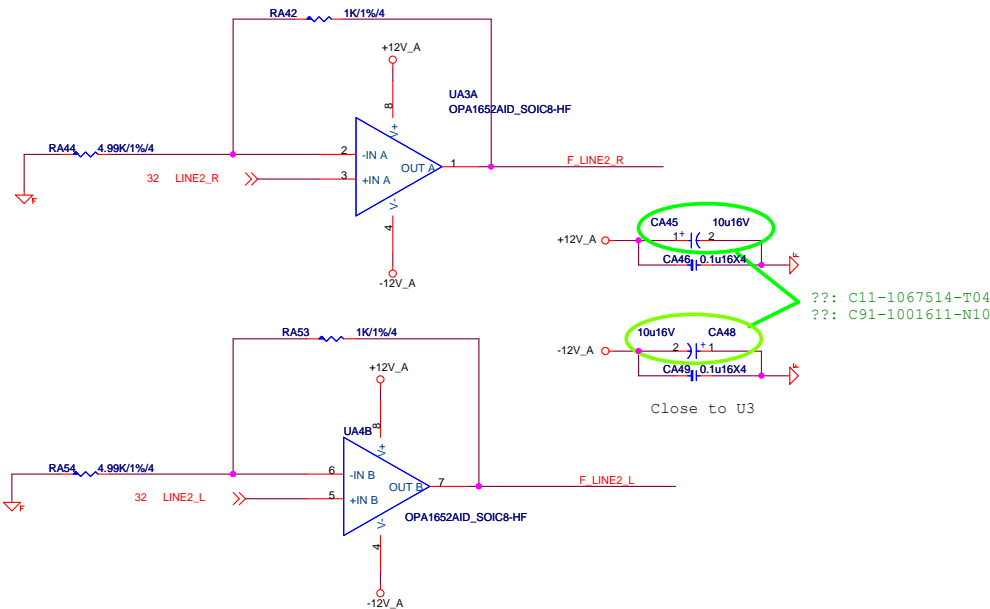 RA42 1K/1%/4
+12V_A
8
V+
UA3A
OPA1652AID_SOIC8-HF
RA44 4.99K/1%/4
2 -IN A
OUT A 1
F_LINE2_R
32 LINE2_R
3 +IN A
V-
4
-12V_A
F
CA45 10u16V
+12V_A
1 + 2
CA46 0.1u16X4
F
??: C11-1067514-T04
??: C91-1001611-N10
10u16V CA48
-12V_A
2 + 1
CA49 0.1u16X4
F
Close to U3
RA53 1K/1%/4
+12V_A
8
V+
UA4B
RA54 4.99K/1%/4
6 -IN B
OUT B 7
F_LINE2_L
32 LINE2_L
5 +IN B
V-
4
OPA1652AID_SOIC8-HF
-12V_A
F